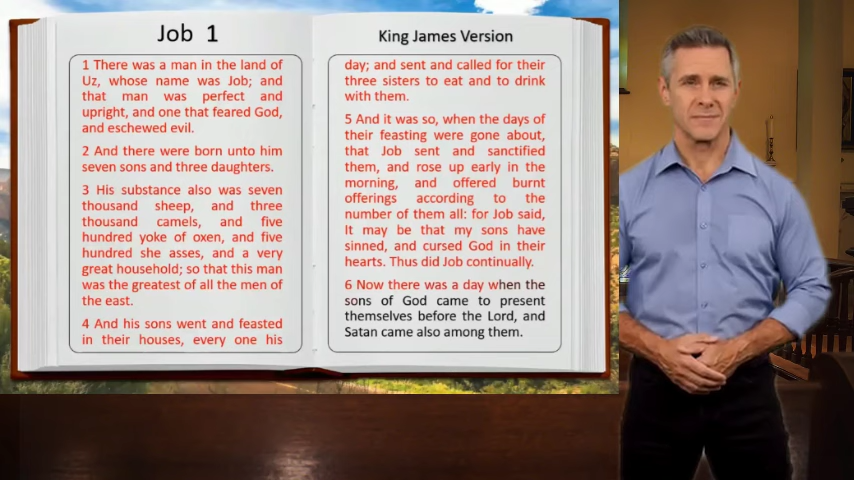 Job 1
1 There was a man in the land of
Uz, whose name was Job; and
that man was perfect and
upright, and one that feared God,
and eschewed evil.
2 And there were born unto him
seven sons and three daughters.
3 His substance also was seven
thousand sheep, and three
thousand camels, and five
hundred yoke of oxen, and five
hundred she asses, and a very
great household; so that this man
was the greatest of all the men of
the east.
4 And his sons went and feasted
in their houses, every one his
King James Version
day; and sent and called for their
three sisters to eat and to drink
with them.
5 And it was so, when the days of
their feasting were gone about,
that Job sent and sanctified
them, and rose up early in the
morning, and offered burnt
offerings according to the
number of them all: for Job said,
It may be that my sons have
sinned, and cursed God in their
hearts. Thus did Job continually.
6 Now there was a day when the
sons of God came to present
themselves before the Lord, and
Satan came also among them.